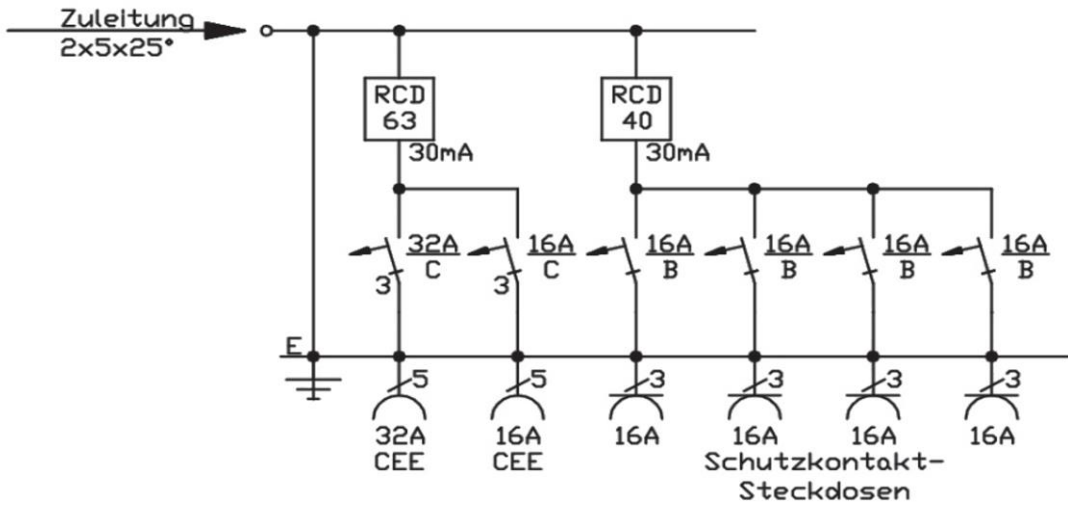 Zuleitung
2x5x25°
RCD
63
30mA
RCD
40
30mA
32A
C
3
16A
C
3
16A
B
16A
B
16A
B
16A
B
E
5
5
3
3
3
3
32A
CEE
16A
CEE
16A
16A
16A
16A
Schutzkontakt-
Steckdosen